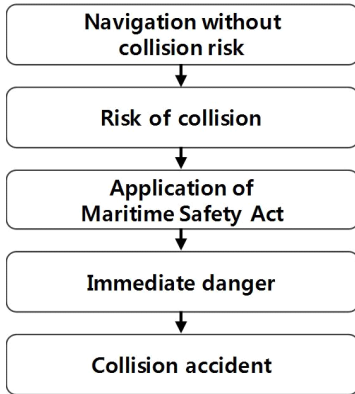 Navigation without
collision risk
Risk of collision
Application of
Maritime Safety Act
Immediate danger
Collision accident